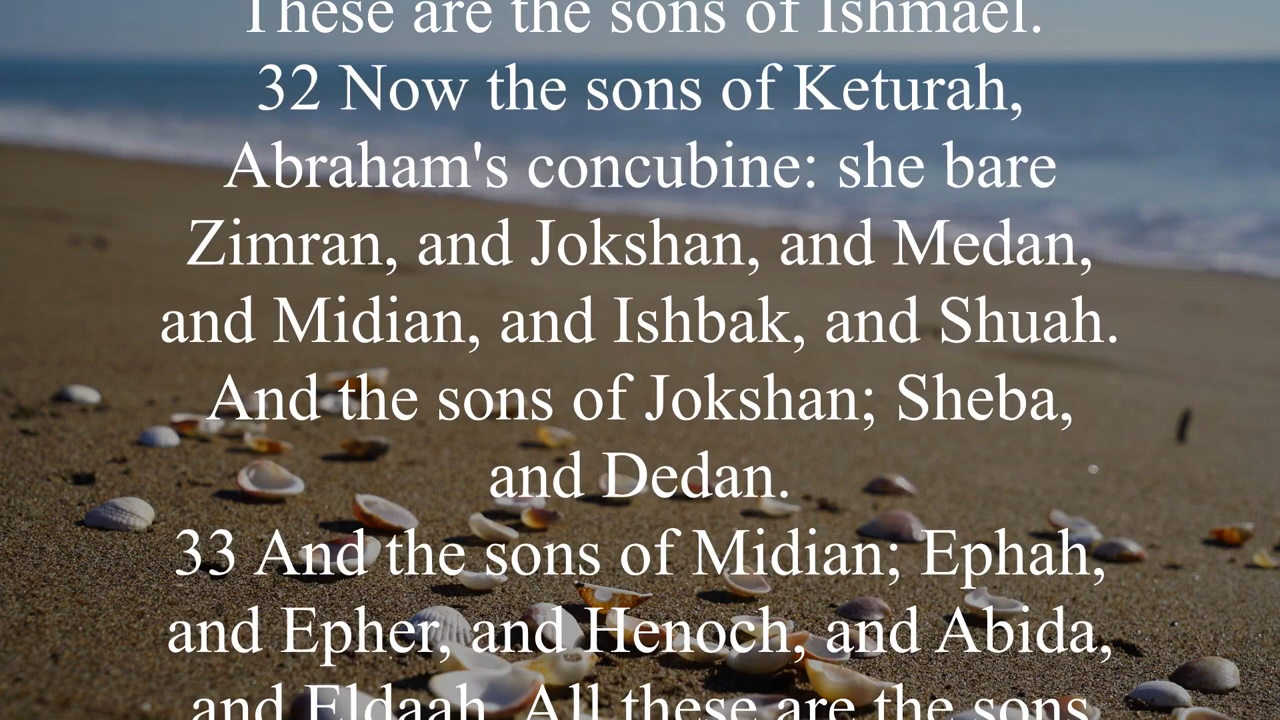 These are the sons of Ishmael.
32 Now the sons of Keturah,
Abraham's concubine: she bare
Zimran, and Jokshan, and Medan,
and Midian, and Ishbak, and Shuah.
And the sons of Jokshan; Sheba,
and Dedan.
33 And the sons of Midian; Ephah,
and Epher, and Henoch, and Abida,
and Eldaah. All these are the sons